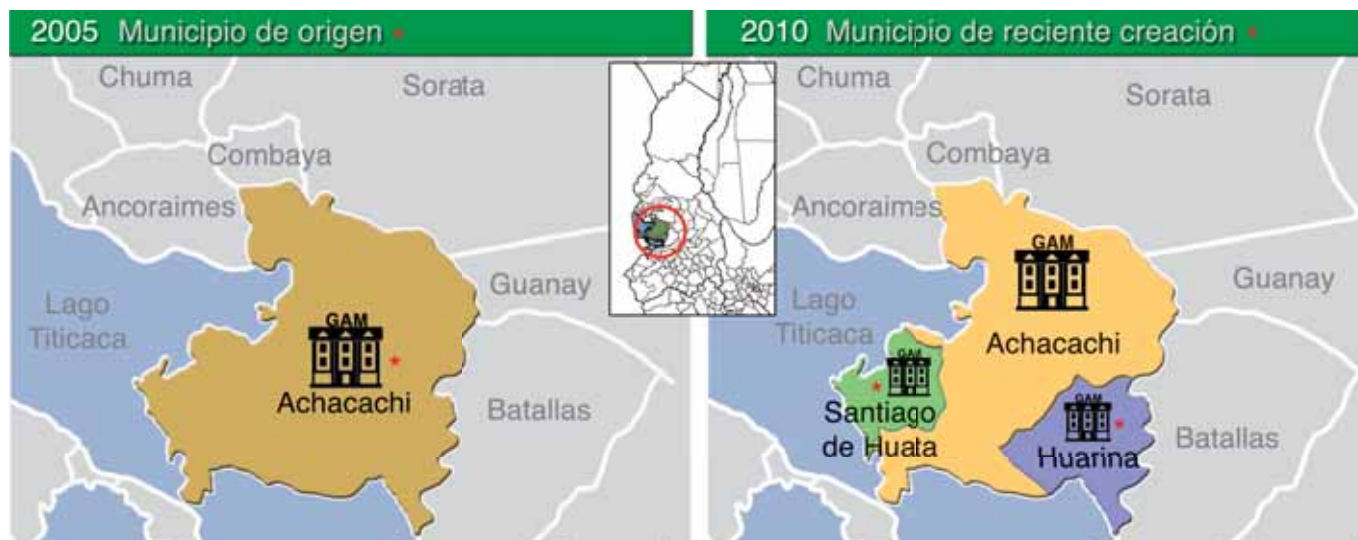 2005 Municipio de origen *
Chuma
Sorata
Combaya
Ancoraimes
Guanay
Lago
Titicaca
GAM
*
Achacachi
Batallas
2010 Municipio de reciente creación *
Chuma
Sorata
Combaya
Ancoraimes
GAM
Guanay
Lago
Titicaca
Achacachi
GAM
*
Santiago
de Huata
GAM
*
Huarina
Batallas